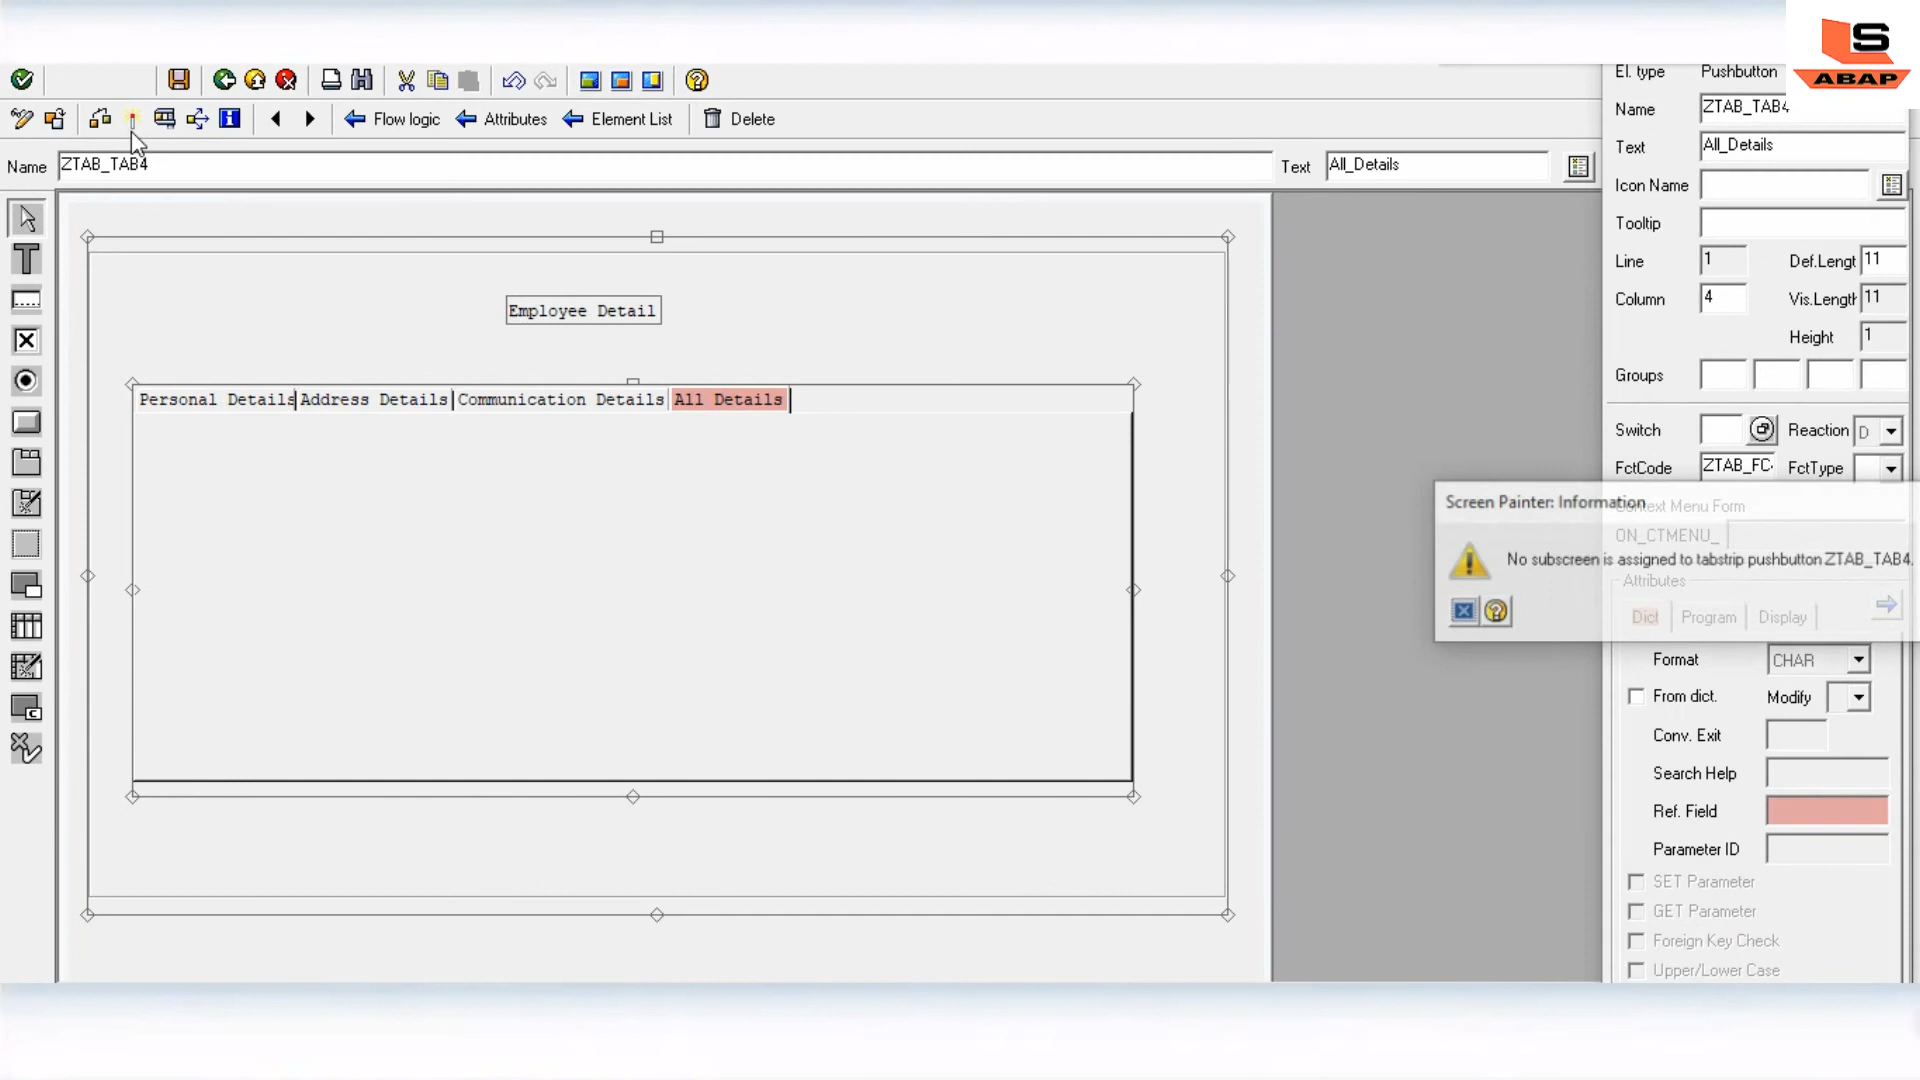 S
ABAP
El. type Pushbutton
Flow logic Attributes Element List Delete
Name ZTAB_TAB4
Name ZTAB_TAB4 Text All_Details
Text All_Details
Icon Name
Tooltip
Line 1 Def.Lengt 11
Column 4 Vis.Length 11
Height 1
Groups
Switch Reaction D
FctCode ZTAB_FC FctType
Employee Detail
Personal Details Address Details Communication Details All Details
Screen Painter: Information
Context Menu Form
ON_CTMENU_
No subscreen is assigned to tabstrip pushbutton ZTAB_TAB4.
Attributes
Dict Program Display
Format CHAR
From dict. Modify
Conv. Exit
Search Help
Ref. Field
Parameter ID
SET Parameter
GET Parameter
Foreign Key Check
Upper/Lower Case